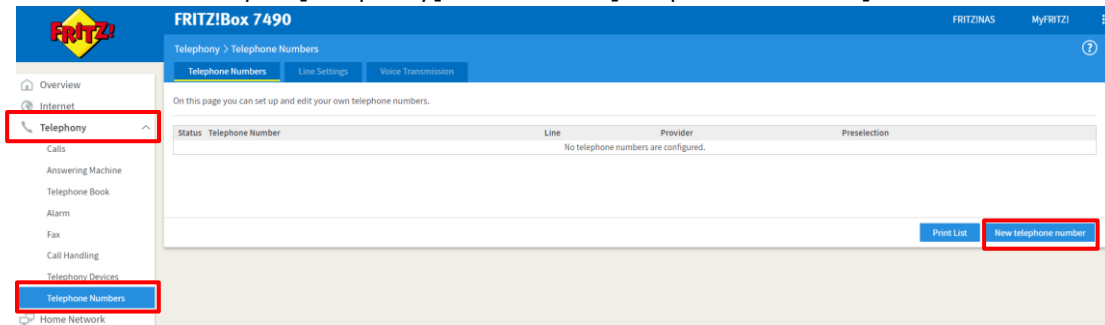 FRITZ!
FRITZ!Box 7490
FRITZ!NAS MyFRITZ!
Telephony > Telephone Numbers
Telephone Numbers Line Settings Voice Transmission
Overview
Internet
Telephony
Calls
Answering Machine
Telephone Book
Alarm
Fax
Call Handling
Telephony Devices
Telephone Numbers
Home Network
On this page you can set up and edit your own telephone numbers.
Status Telephone Number Line Provider Preselection
No telephone numbers are configured.
Print List New telephone number